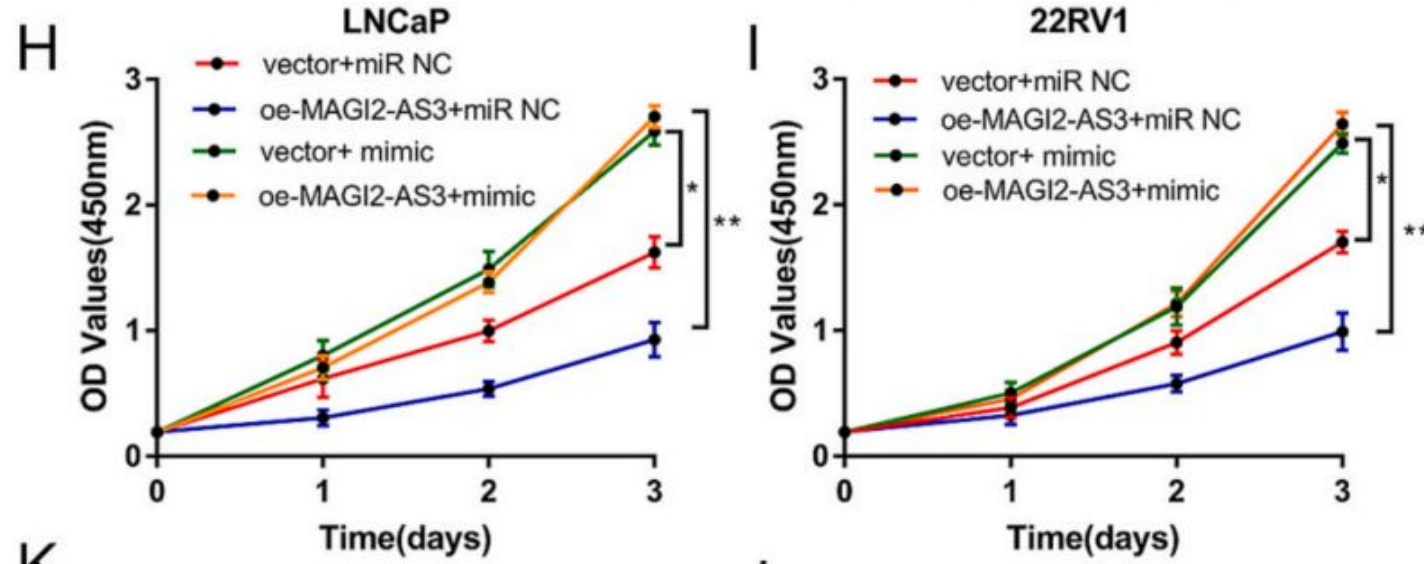 H
LNCaP
vector+miR NC
oe-MAGI2-AS3+miR NC
vector+ mimic
oe-MAGI2-AS3+mimic
OD Values(450nm)
3
2
1
0
0 1 2 3
Time(days)
*
**
I
22RV1
vector+miR NC
oe-MAGI2-AS3+miR NC
vector+ mimic
oe-MAGI2-AS3+mimic
OD Values(450nm)
3
2
1
0
0 1 2 3
Time(days)
*
**